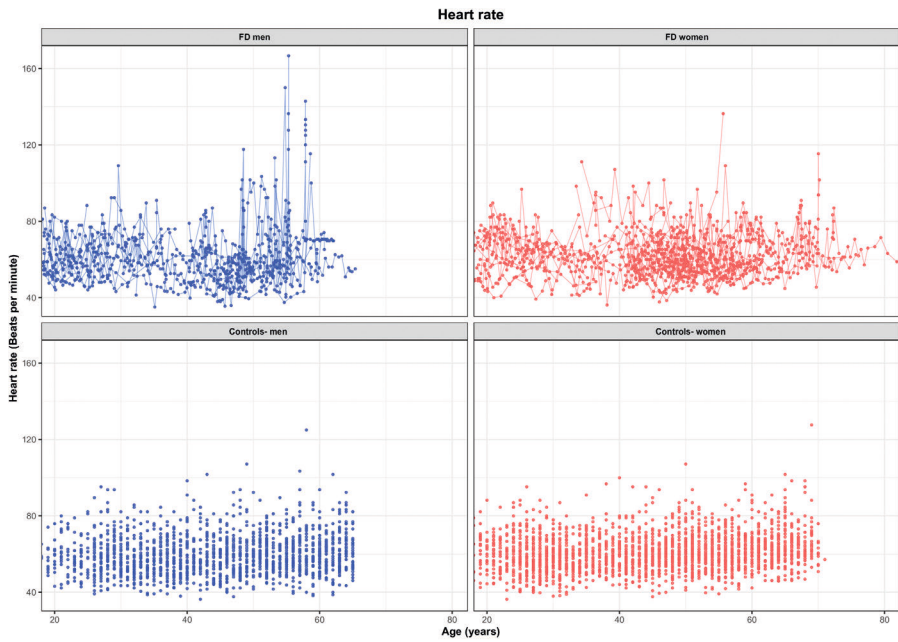 Heart rate
FD men
FD women
160
120
80
40
Controls- men
Controls- women
160
120
80
40
20
40
60
80
20
40
60
80
Heart rate (Beats per minute)
Age (years)